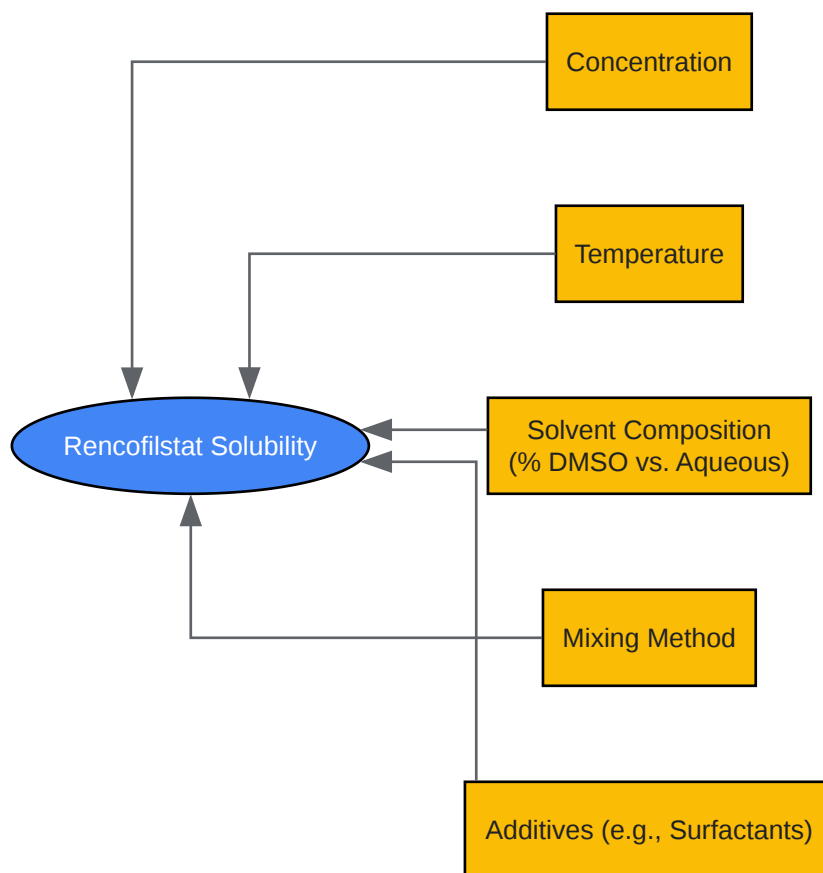 Concentration
Temperature
Rencofilstat Solubility
Solvent Composition
(% DMSO vs. Aqueous)
Mixing Method
Additives (e.g., Surfactants)